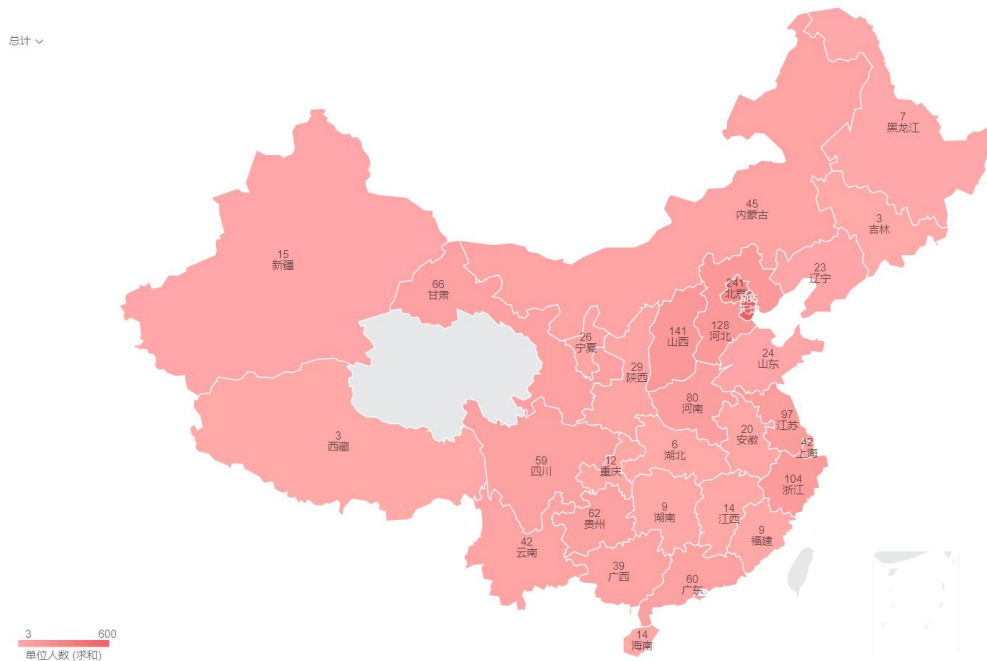 总计
7
黑龙江
45
内蒙古
3
吉林
15
新疆
23
辽宁
66
甘肃
241
北京
天津
128
河北
141
山西
26
宁夏
24
山东
29
陕西
80
河南
97
江苏
20
安徽
42
上海
3
西藏
59
四川
12
重庆
6
湖北
104
浙江
62
贵州
9
湖南
14
江西
9
福建
42
云南
39
广西
60
广东
14
海南
3
600
单位人数 (求和)